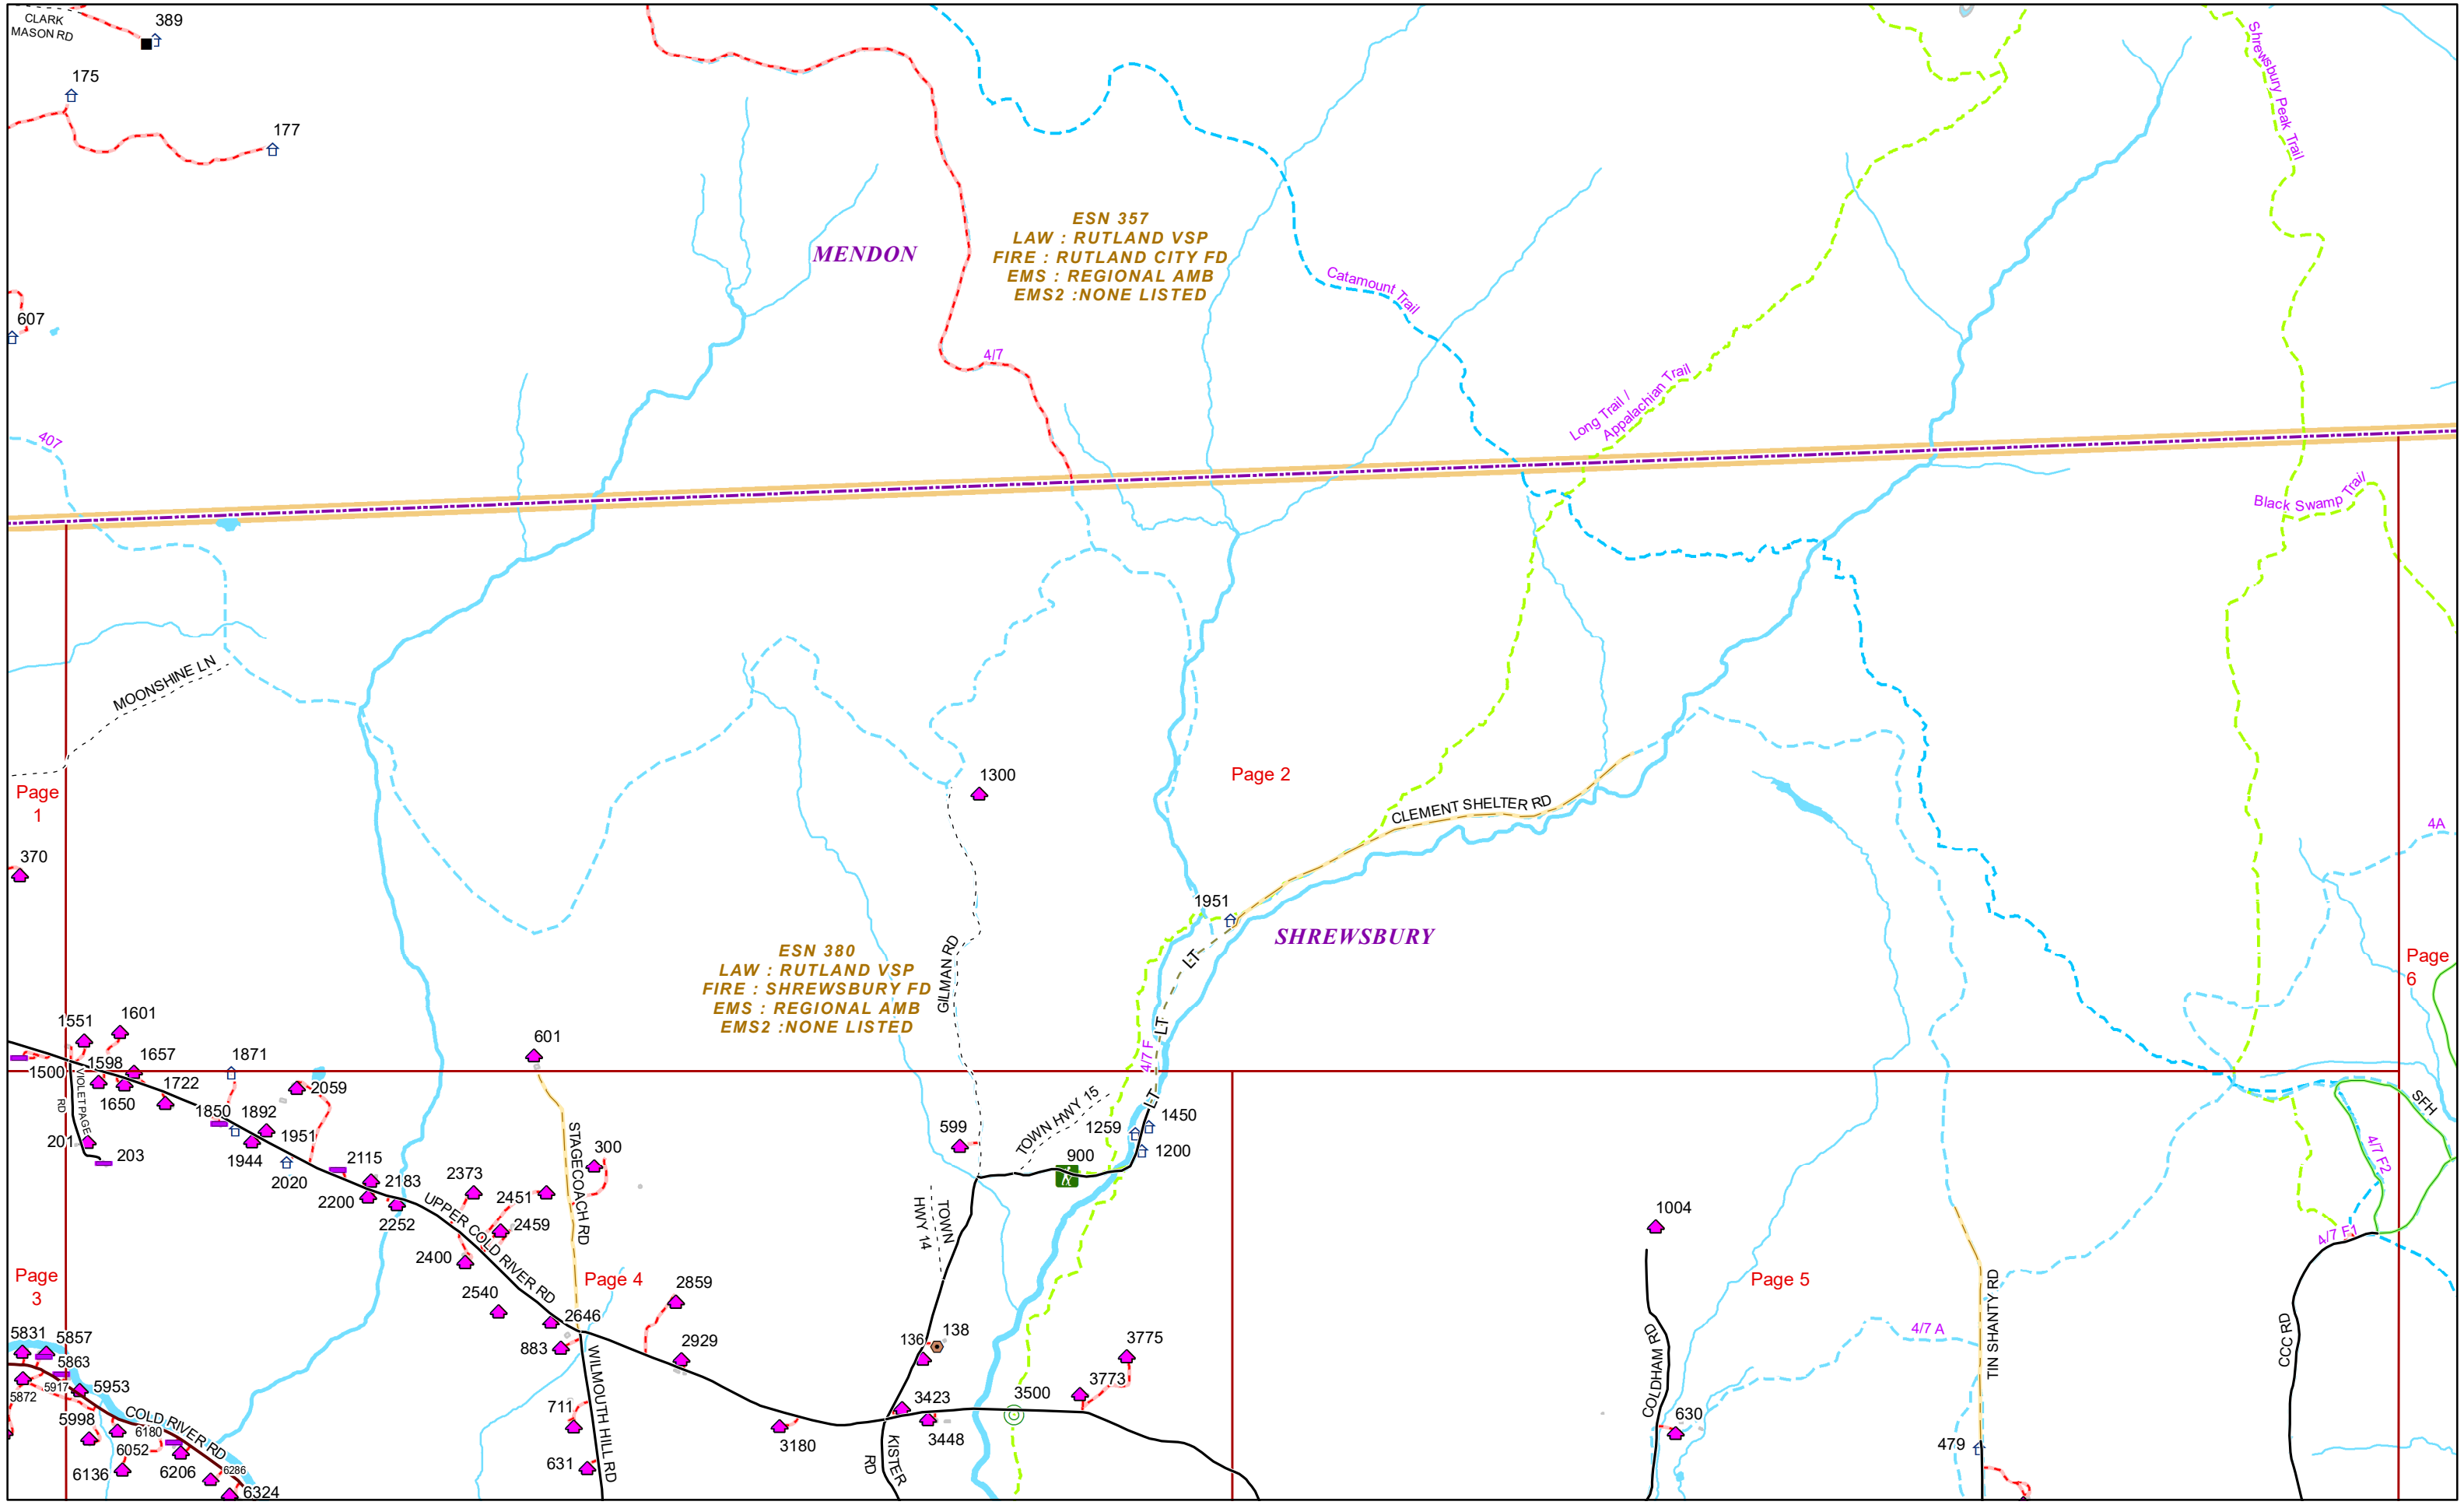 CLARK
MASON RD
389
175
177
607
MENDON
ESN 357
LAW : RUTLAND VSP
FIRE : RUTLAND CITY FD
EMS : REGIONAL AMB
EMS2 :NONE LISTED
4/7
Catamount Trail
Long Trail /
Appalachian Trail
Shrewsbury Peak Trail
Black Swamp Trail
407
MOONSHINE LN
Page
1
370
1300
Page 2
CLEMENT SHELTER RD
4A
1951
SHREWSBURY
ESN 380
LAW : RUTLAND VSP
FIRE : SHREWSBURY FD
EMS : REGIONAL AMB
EMS2 :NONE LISTED
GILMAN RD
LT
LT
LT
4/7 F
Page
6
1551
1601
601
1598
1657
1871
1500
1722
2059
1650
1850
1892
VIOLET PAGE
RD
201
203
1944
1951
2020
2115
2183
2200
2252
2373
2451
2459
2400
UPPER COLD RIVER RD
STAGECOACH RD
300
599
TOWN HWY 15
900
1259
1450
1200
TOWN
HWY 14
SFH
4/7 F2
4/7 F1
1004
Page
3
Page 4
Page 5
2540
2646
883
2859
2929
136
138
3775
3773
3500
3423
3448
3180
711
631
WILMOUTH HILL RD
KISTER
RD
COLDHAM RD
630
4/7 A
TIN SHANTY RD
479
CCC RD
5831
5857
5863
5872
5917
5953
5998
COLD RIVER RD
6180
6052
6136
6206
6286
6324